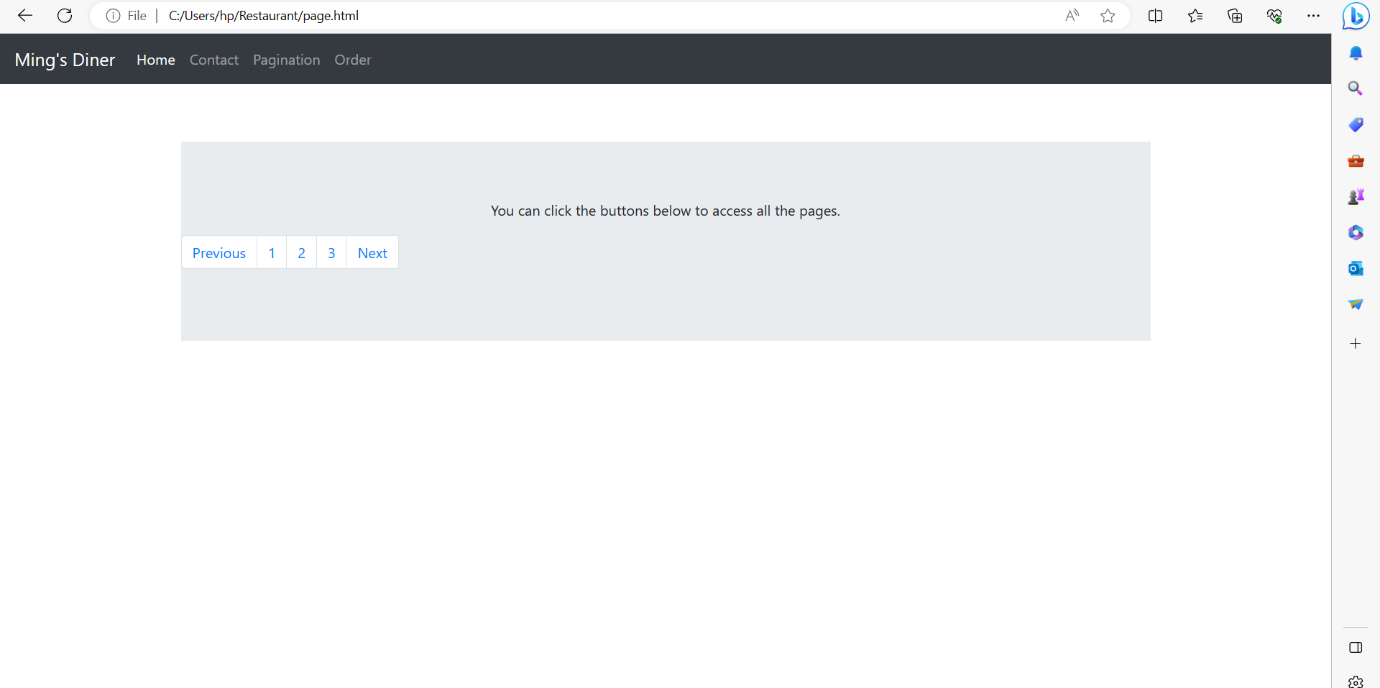 File | C:/Users/hp/Restaurant/page.html
Ming's Diner Home Contact Pagination Order
You can click the buttons below to access all the pages.
Previous 1 2 3 Next